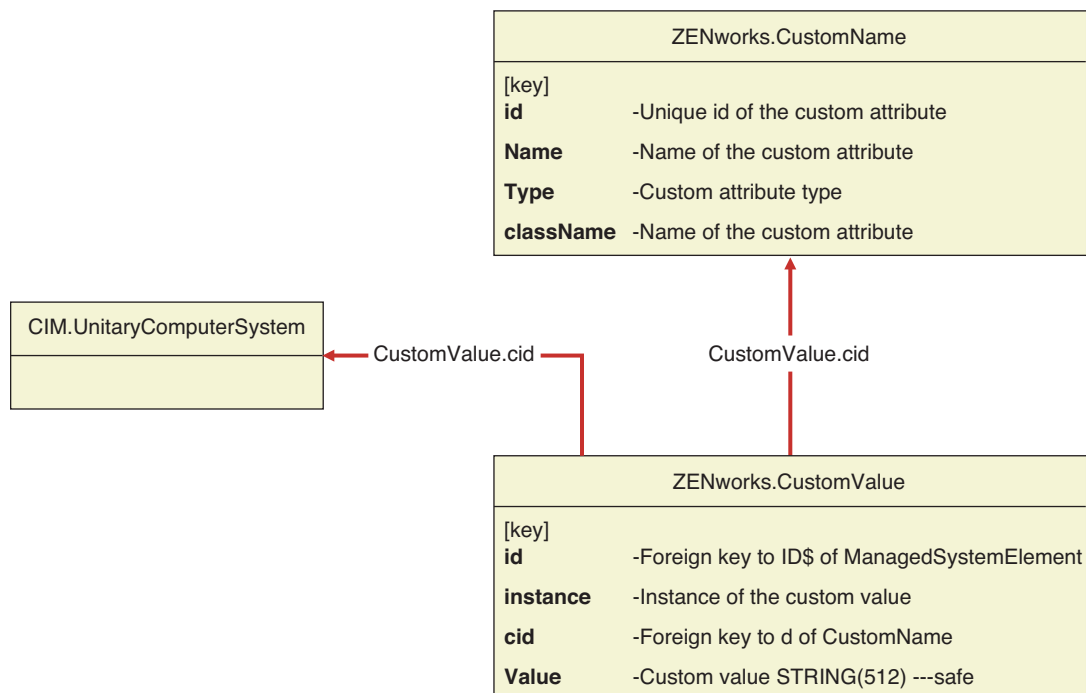 ZENworks.CustomName
[key]
id -Unique id of the custom attribute
Name -Name of the custom attribute
Type -Custom attribute type
className -Name of the custom attribute
CIM.UnitaryComputerSystem
CustomValue.cid
CustomValue.cid
ZENworks.CustomValue
[key]
id -Foreign key to ID$ of ManagedSystemElement
instance -Instance of the custom value
cid -Foreign key to d of CustomName
Value -Custom value STRING(512) ---safe